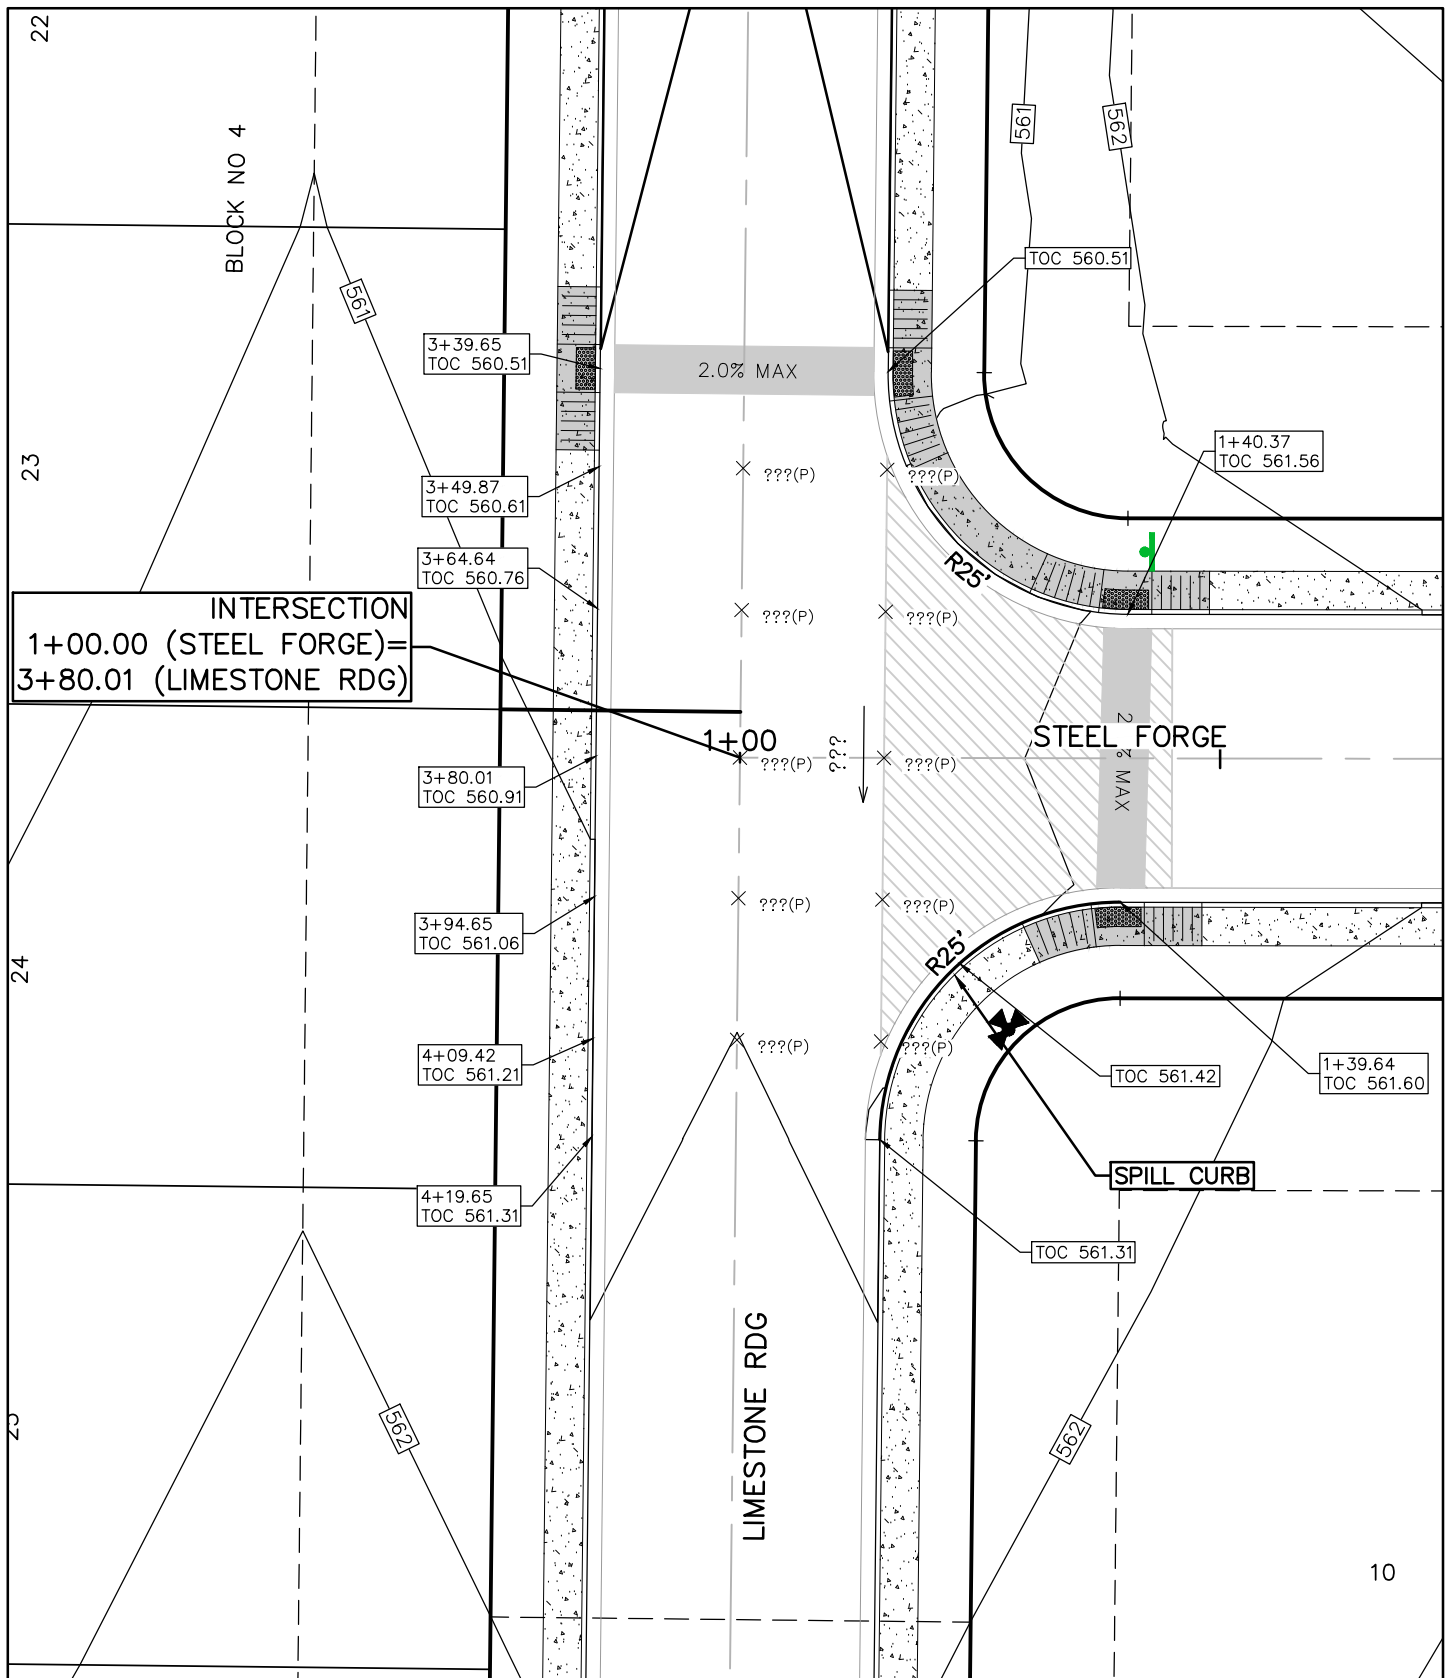 22
BLOCK NO 4
561
562
561
TOC 560.51
3+39.65
TOC 560.51
2.0% MAX
23
3+49.87
TOC 560.61
???(P)
???(P)
1+40.37
TOC 561.56
3+64.64
TOC 560.76
R25'
???(P)
???(P)
INTERSECTION
1+00.00 (STEEL FORGE)=
3+80.01 (LIMESTONE RDG)
1+00
???
STEEL FORGE
???(P)
???(P)
% MAX
3+80.01
TOC 560.91
3+94.65
TOC 561.06
???(P)
???(P)
24
R25'
4+09.42
TOC 561.21
???(P)
???(P)
TOC 561.42
1+39.64
TOC 561.60
SPILL CURB
4+19.65
TOC 561.31
TOC 561.31
LIMESTONE RDG
562
562
10